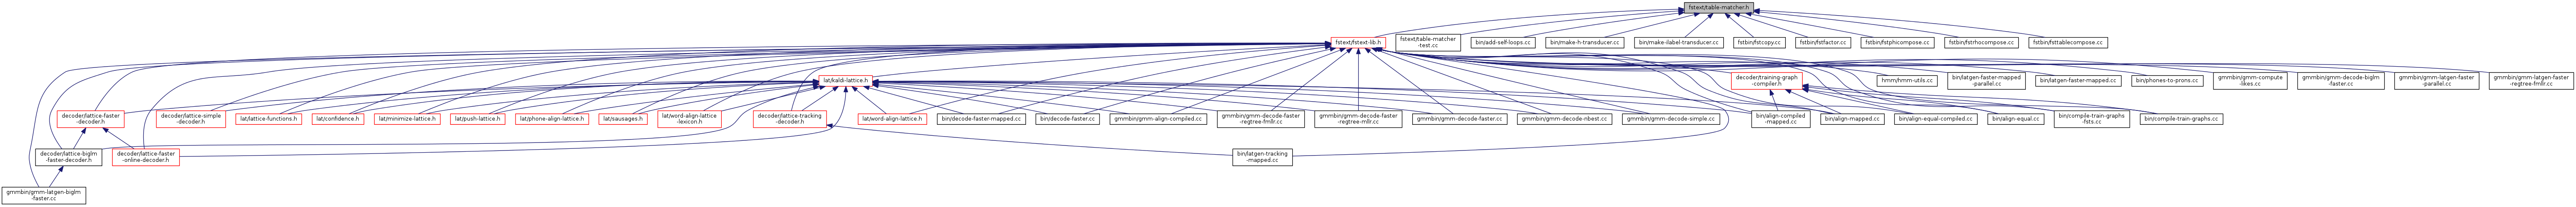 fstext/table-matcher.h
fstext/fstext-lib.h
fstext/table-matcher
-test.cc
bin/add-self-loops.cc
bin/make-h-transducer.cc
bin/make-ilabel-transducer.cc
fstbin/fstcopy.cc
fstbin/fstfactor.cc
fstbin/fstphicompose.cc
fstbin/fstrhocompose.cc
fstbin/fsttablecompose.cc
lat/kaldi-lattice.h
decoder/training-graph
-compiler.h
hmm/hmm-utils.cc
bin/latgen-faster-mapped
-parallel.cc
bin/latgen-faster-mapped.cc
bin/phones-to-prons.cc
gmmbin/gmm-compute
-likes.cc
gmmbin/gmm-decode-biglm
-faster.cc
gmmbin/gmm-latgen-faster
-parallel.cc
gmmbin/gmm-latgen-faster
-regtree-fmllr.cc
decoder/lattice-faster
-decoder.h
decoder/lattice-simple
-decoder.h
lat/lattice-functions.h
lat/confidence.h
lat/minimize-lattice.h
lat/push-lattice.h
lat/phone-align-lattice.h
lat/sausages.h
lat/word-align-lattice
-lexicon.h
decoder/lattice-tracking
-decoder.h
lat/word-align-lattice.h
bin/decode-faster-mapped.cc
bin/decode-faster.cc
gmmbin/gmm-align-compiled.cc
gmmbin/gmm-decode-faster
-regtree-fmllr.cc
gmmbin/gmm-decode-faster
-regtree-mllr.cc
gmmbin/gmm-decode-faster.cc
gmmbin/gmm-decode-nbest.cc
gmmbin/gmm-decode-simple.cc
bin/align-compiled
-mapped.cc
bin/align-mapped.cc
bin/align-equal-compiled.cc
bin/align-equal.cc
bin/compile-train-graphs
-fsts.cc
bin/compile-train-graphs.cc
decoder/lattice-biglm
-faster-decoder.h
decoder/lattice-faster
-online-decoder.h
bin/latgen-tracking
-mapped.cc
gmmbin/gmm-latgen-biglm
-faster.cc